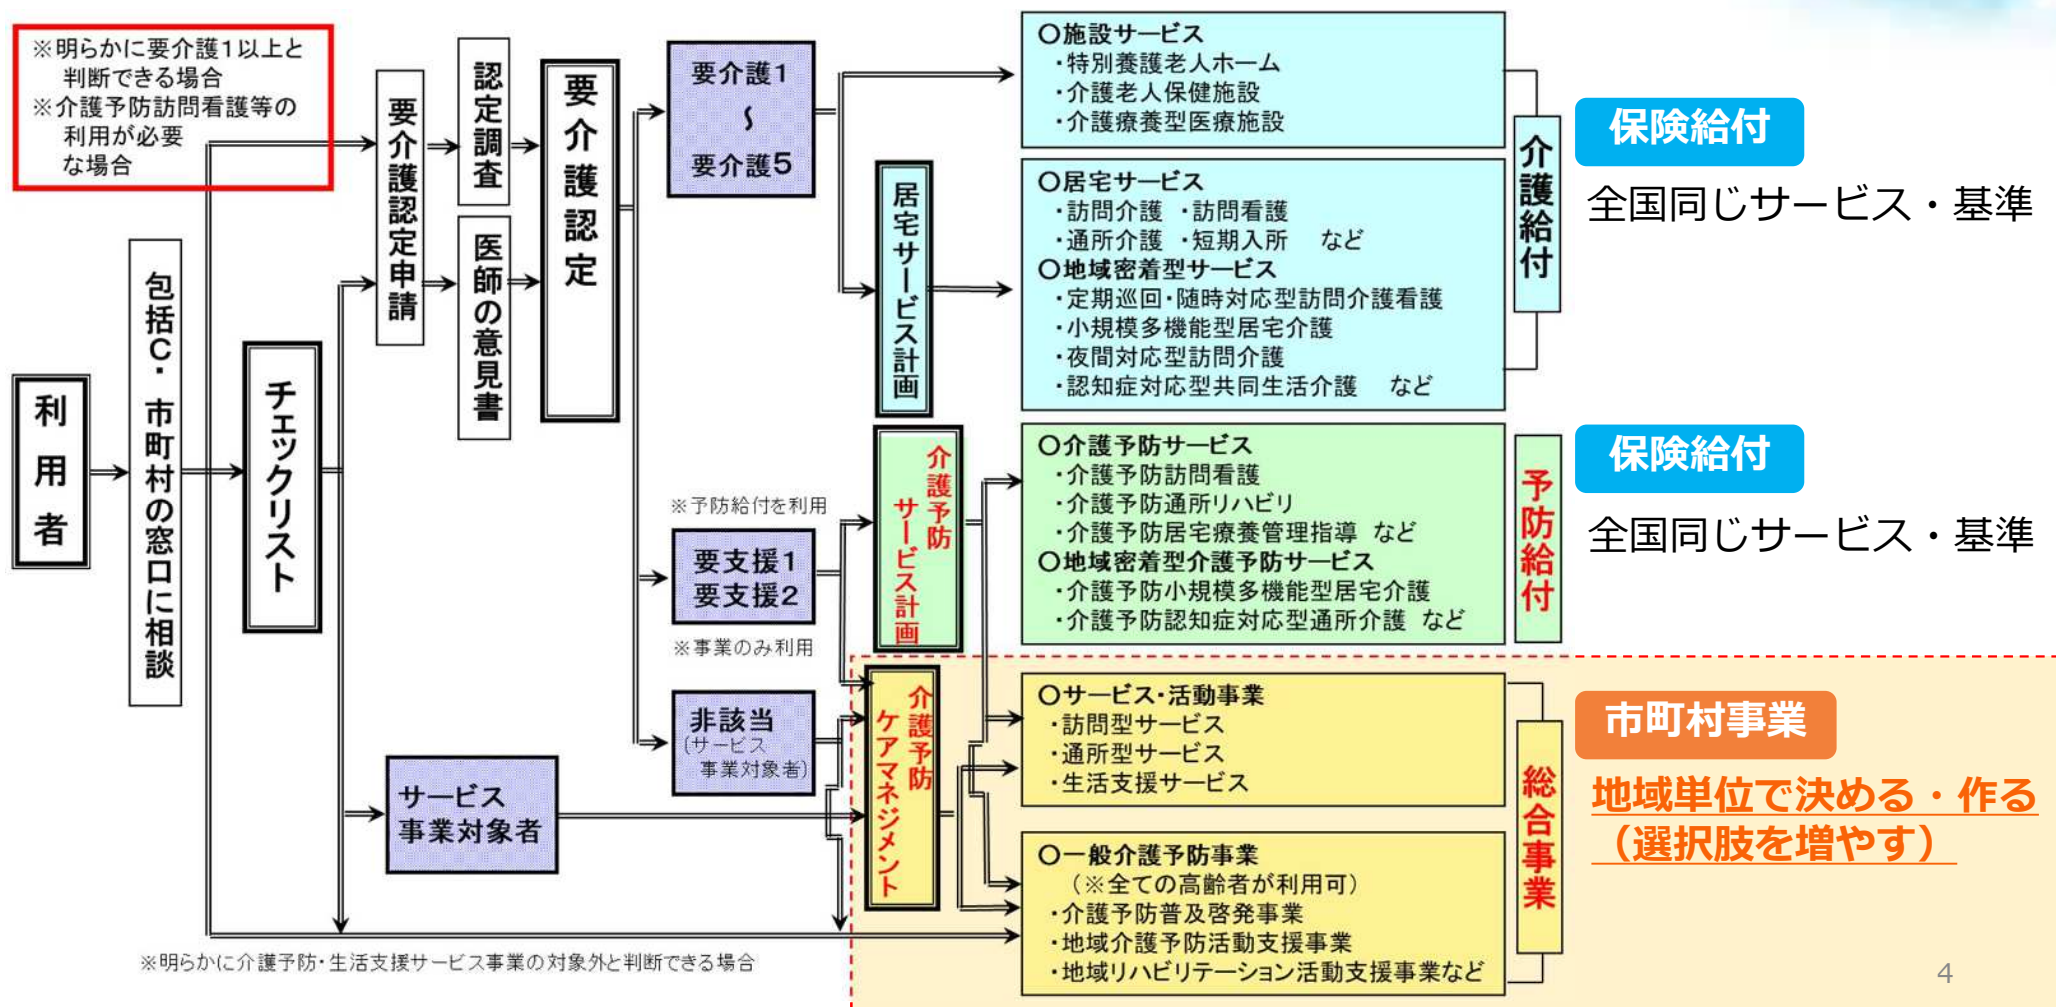 ※明らかに要介護1以上と
判断できる場合
※介護予防訪問看護等の
利用が必要
な場合
利用者
包括C・市町村の窓口に相談
チェックリスト
要介護認定申請
認定調査
医師の意見書
要介護認定
要介護1
～
要介護5
※予防給付を利用
要支援1
要支援2
※事業のみ利用
非該当
(サービス
事業対象者)
サービス
事業対象者
居宅サービス計画
介護予防
サービス計画
介護予防
ケアマネジメント
〇施設サービス
・特別養護老人ホーム
・介護老人保健施設
・介護療養型医療施設
〇居宅サービス
・訪問介護 ・訪問看護
・通所介護 ・短期入所 など
〇地域密着型サービス
・定期巡回・随時対応型訪問介護看護
・小規模多機能型居宅介護
・夜間対応型訪問介護
・認知症対応型共同生活介護 など
介護給付
保険給付
全国同じサービス・基準
〇介護予防サービス
・介護予防訪問看護
・介護予防通所リハビリ
・介護予防居宅療養管理指導 など
〇地域密着型介護予防サービス
・介護予防小規模多機能型居宅介護
・介護予防認知症対応型通所介護 など
予防給付
保険給付
全国同じサービス・基準
〇サービス・活動事業
・訪問型サービス
・通所型サービス
・生活支援サービス
〇一般介護予防事業
（※全ての高齢者が利用可）
・介護予防普及啓発事業
・地域介護予防活動支援事業
・地域リハビリテーション活動支援事業など
総合事業
市町村事業
地域単位で決める・作る
（選択肢を増やす）
※明らかに介護予防・生活支援サービス事業の対象外と判断できる場合
4